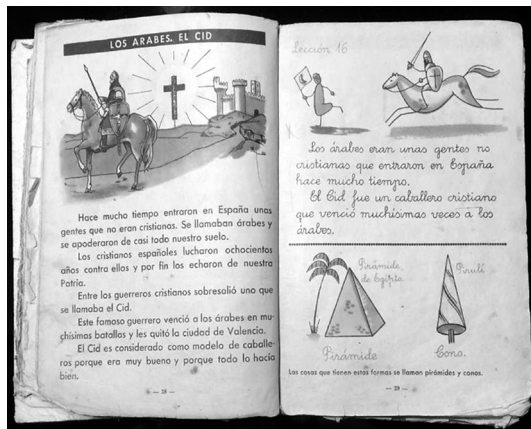 LOS ARABES. EL CID
Hace mucho tiempo entraron en España unas
gentes que no eran cristianas. Se llamaban árabes y
se apoderaron de casi todo nuestro suelo.
Los cristianos españoles lucharon ochocientos
años contra ellos y por fin los echaron de nuestra
Patria.
Entre los guerreros cristianos sobresalió uno que
se llamaba el Cid.
Este famoso guerrero venció a los árabes en mu-
chísimas batallas y les quitó la ciudad de Valencia.
El Cid es considerado como modelo de caballe-
ros porque era muy bueno y porque todo lo hacía
bien.
— 28 —
Lección 16
Los árabes eran unas gentes no
cristianas que entraron en España
hace mucho tiempo.
El Cid fue un caballero cristiano
que venció muchísimas veces a los
árabes.
Pirámide
de Egipto
Pirulí
Pirámide
Cono.
Las cosas que tienen estas formas se llaman pirámides y conos.
— 29 —